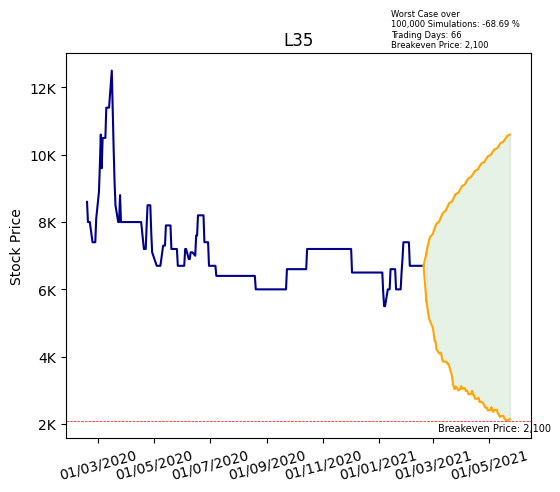 Worst Case over
100,000 Simulations: -68.69 %
Trading Days: 66
Breakeven Price: 2,100
L35
Stock Price
12K
10K
8K
6K
4K
2K
Breakeven Price: 2,100
01/03/2020 01/05/2020 01/07/2020 01/09/2020 01/11/2020 01/01/2021 01/03/2021 01/05/2021